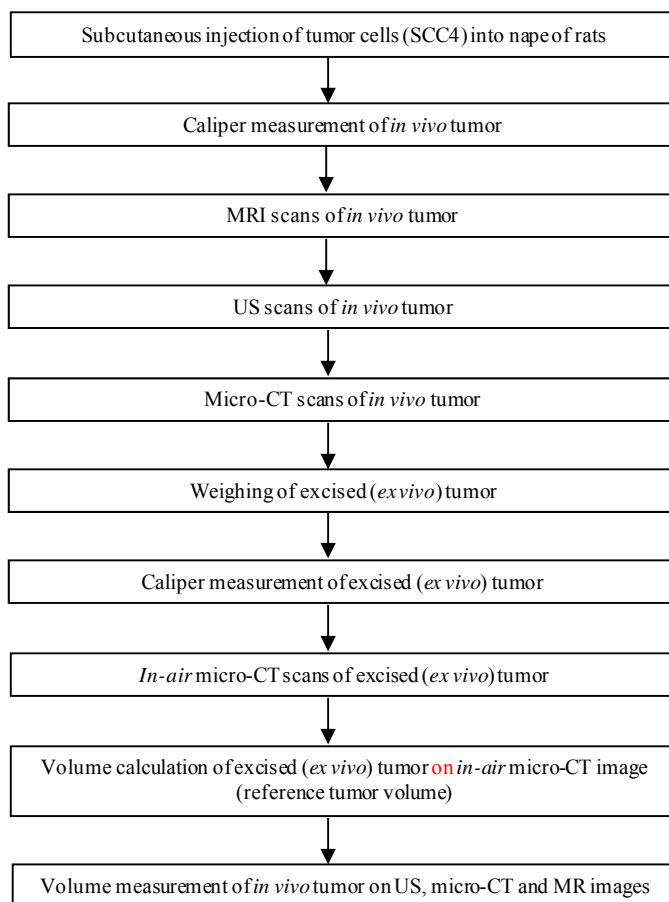 Subcutaneous injection of tumor cells (SCC4) into nape of rats
Caliper measurement of in vivo tumor
MRI scans of in vivo tumor
US scans of in vivo tumor
Micro-CT scans of in vivo tumor
Weighing of excised (ex vivo) tumor
Caliper measurement of excised (ex vivo) tumor
In-air micro-CT scans of excised (ex vivo) tumor
Volume calculation of excised (ex vivo) tumor on in-air micro-CT image
(reference tumor volume)
Volume measurement of in vivo tumor on US, micro-CT and MR images